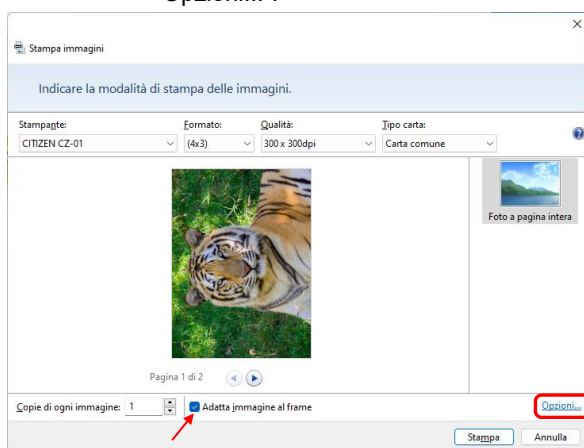 Opzioni... .
Stampa immagini
Indicare la modalità di stampa delle immagini.
Stampante: Formato: Qualità: Tipo carta:
CITIZEN CZ-01 (4x3) 300 x 300dpi Carta comune
Foto a pagina intera
Pagina 1 di 2
Copie di ogni immagine: 1 Adatta immagine al frame Opzioni...
Stampa Annulla